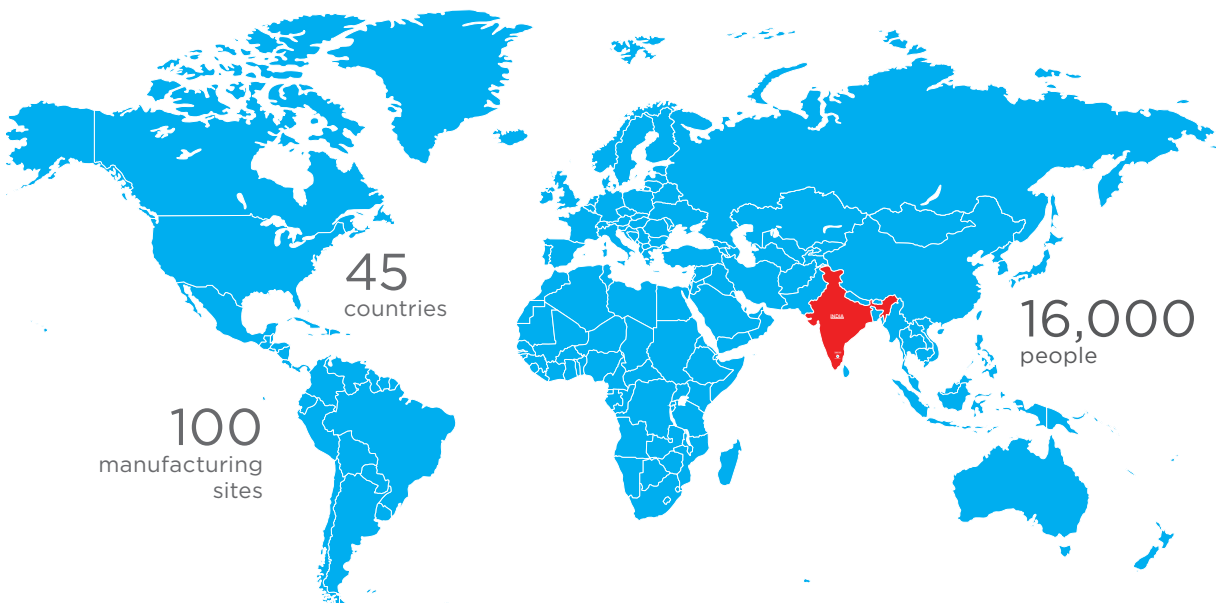 45
countries
16,000
people
INDIA
100
manufacturing
sites